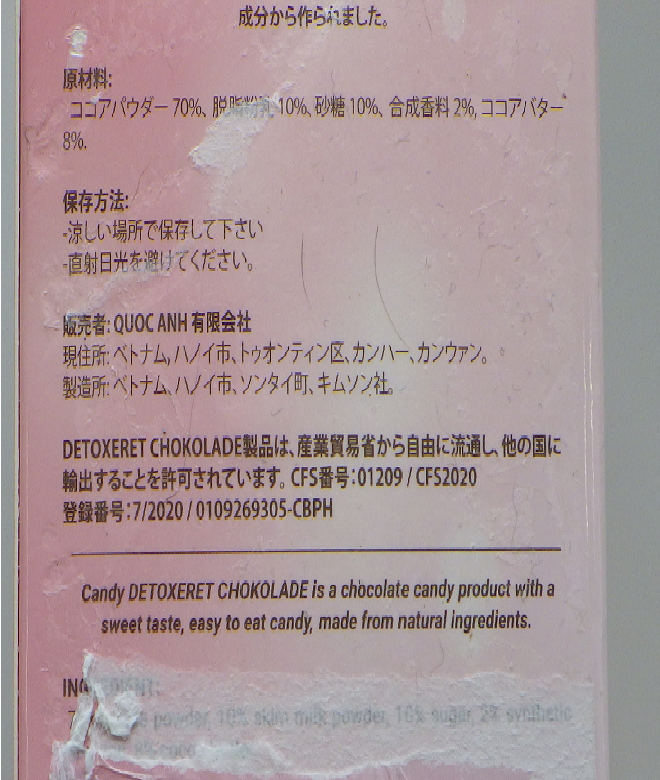 成分から作られました。
原材料:
ココアパウダー 70%、脱脂粉乳 10%、砂糖 10%、合成香料 2%, ココアバター
8%.
保存方法:
-涼しい場所で保存して下さい
-直射日光を避けてください。
販売者: QUOC ANH 有限会社
現住所: ベトナム, ハノイ市、トゥオンティン区、カンハー、カンヴァン。
製造所: ベトナム、ハノイ市、ソンタイ町、キムソン社。
DETOXERET CHOKOLADE製品は、産業貿易省から自由に流通し、他の国に
輸出することを許可されています。CFS番号：01209 / CFS2020
登録番号：7/2020 / 0109269305-CBPH
Candy DETOXERET CHOKOLADE is a chocolate candy product with a
sweet taste, easy to eat candy, made from natural ingredients.
powder, 10% skim milk powder, 10% sugar, 2% synthetic